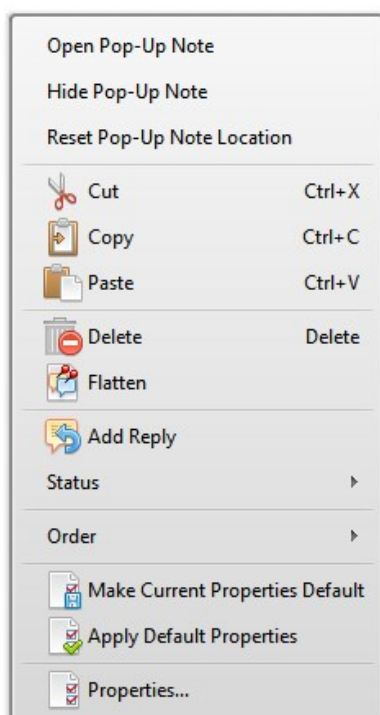 Open Pop-Up Note
Hide Pop-Up Note
Reset Pop-Up Note Location
Cut Ctrl+X
Copy Ctrl+C
Paste Ctrl+V
Delete Delete
Flatten
Add Reply
Status
Order
Make Current Properties Default
Apply Default Properties
Properties...